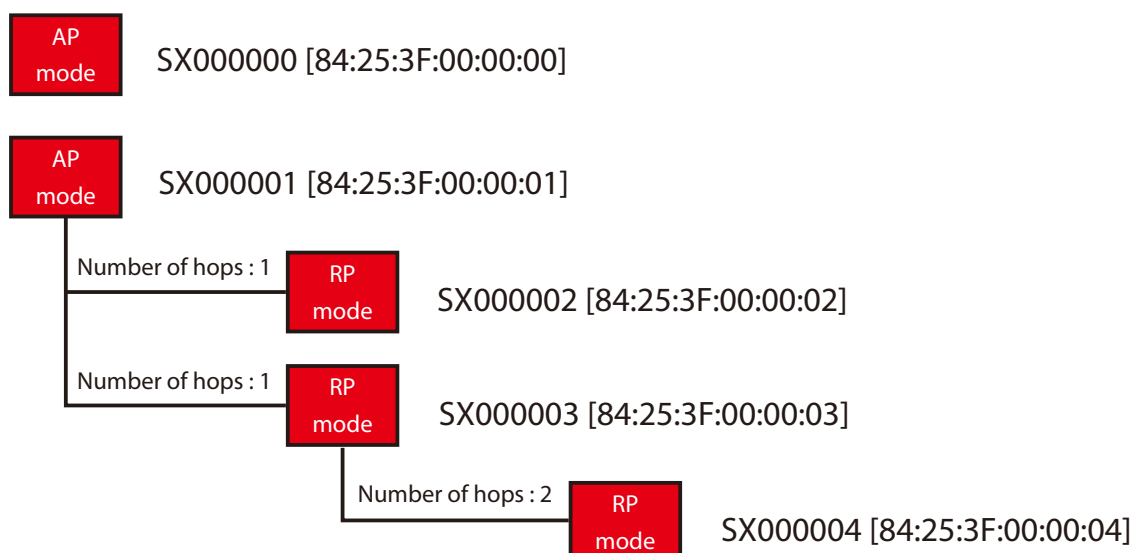 AP
mode
SX000000 [84:25:3F:00:00:00]
AP
mode
SX000001 [84:25:3F:00:00:01]
Number of hops : 1
RP
mode
SX000002 [84:25:3F:00:00:02]
Number of hops : 1
RP
mode
SX000003 [84:25:3F:00:00:03]
Number of hops : 2
RP
mode
SX000004 [84:25:3F:00:00:04]